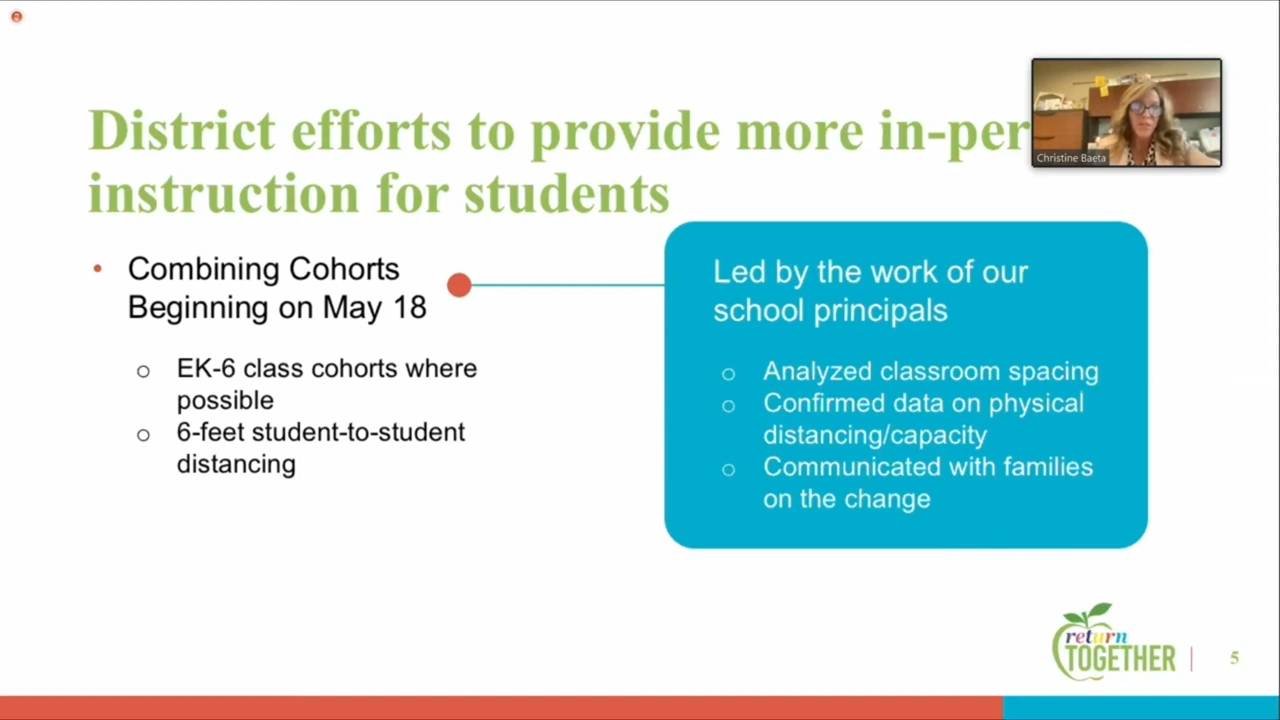 District efforts to provide more in-per
instruction for students
Christine Baeta
• Combining Cohorts
Beginning on May 18
o EK-6 class cohorts where
possible
o 6-feet student-to-student
distancing
Led by the work of our
school principals
o Analyzed classroom spacing
o Confirmed data on physical
distancing/capacity
o Communicated with families
on the change
return
TOGETHER
5